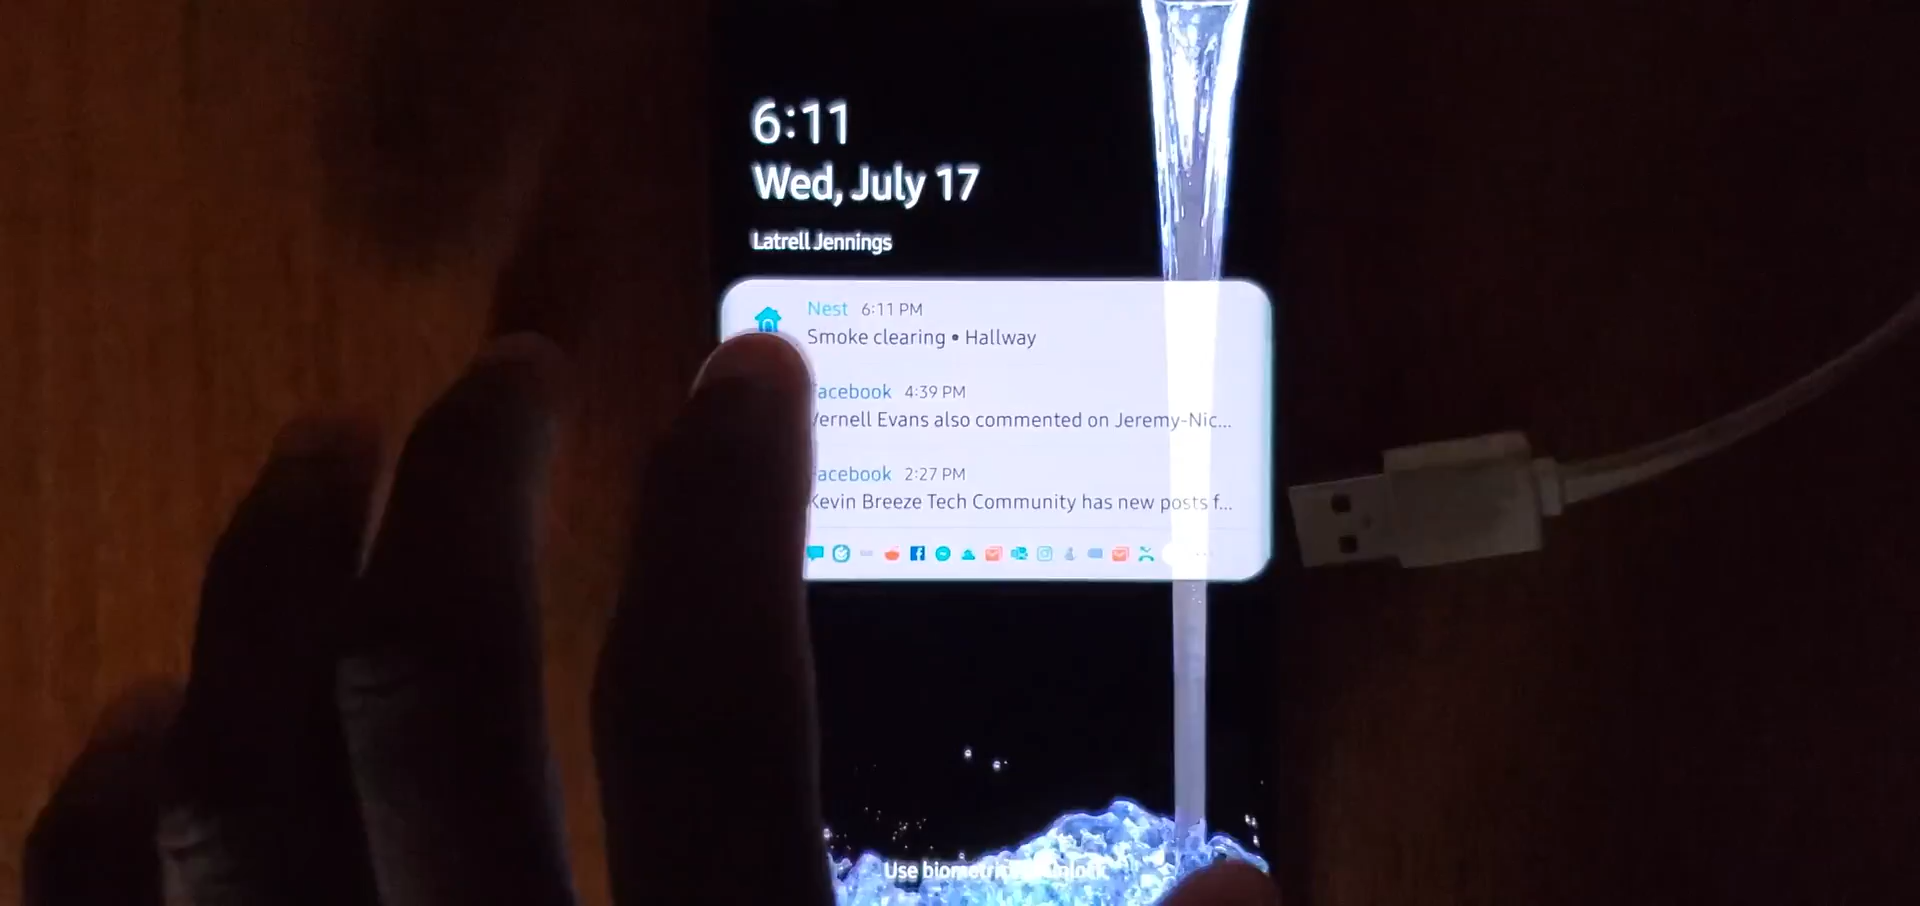 6:11
Wed, July 17
Latrell Jennings
Nest 6:11 PM
Smoke clearing • Hallway
acebook 4:39 PM
Vernell Evans also commented on Jeremy-Nic...
acebook 2:27 PM
Kevin Breeze Tech Community has new posts f...
Use